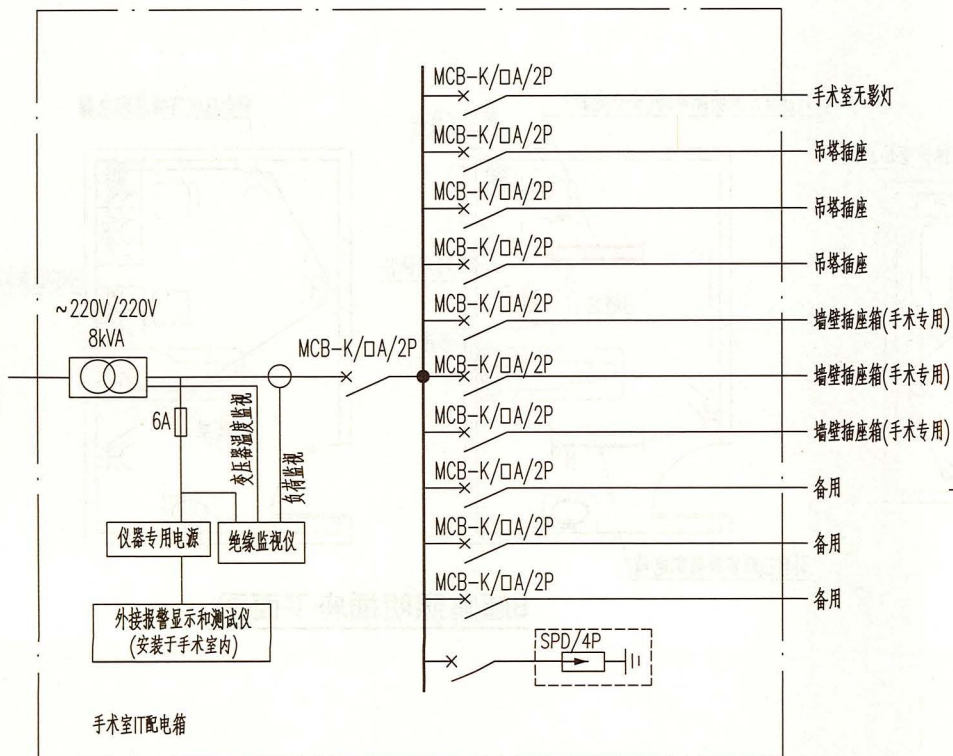 MCB-K/□A/2P
手术室无影灯
MCB-K/□A/2P
吊塔插座
MCB-K/□A/2P
吊塔插座
MCB-K/□A/2P
吊塔插座
MCB-K/□A/2P
墙壁插座箱(手术专用)
~220V/220V
8kVA
MCB-K/□A/2P
MCB-K/□A/2P
墙壁插座箱(手术专用)
6A
变压器温度监视
负荷监视
MCB-K/□A/2P
墙壁插座箱(手术专用)
MCB-K/□A/2P
备用
仪器专用电源
绝缘监视仪
MCB-K/□A/2P
备用
MCB-K/□A/2P
备用
外接报警显示和测试仪
(安装于手术室内)
SPD/4P
手术室IT配电箱